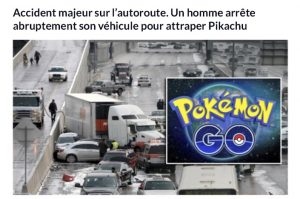 Accident majeur sur l'autoroute. Un homme arrête
abruptement son véhicule pour attraper Pikachu
POKéMON
GO